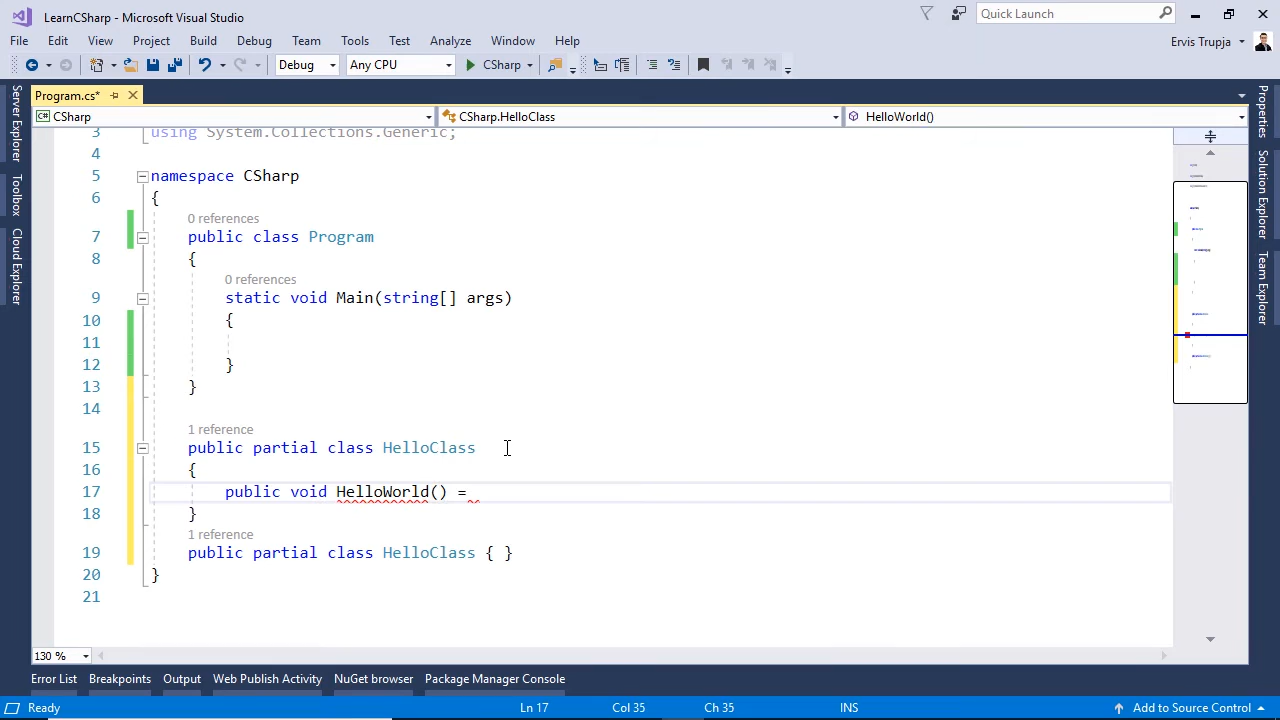 LearnCSharp - Microsoft Visual Studio
Quick Launch
File Edit View Project Build Debug Team Tools Test Analyze Window Help
Ervis Trupja
Debug Any CPU CSharp
Program.cs*
CSharp CSharp.HelloClass HelloWorld()
3 using System.Collections.Generic;
4
5 namespace CSharp
6 {
0 references
7 public class Program
8 {
0 references
9 static void Main(string[] args)
10 {
11
12 }
13 }
14
1 reference
15 public partial class HelloClass
16 {
17 public void HelloWorld() =
18 }
1 reference
19 public partial class HelloClass { }
20 }
21
130 %
Server Explorer
Toolbox
Cloud Explorer
Properties
Solution Explorer
Team Explorer
Error List Breakpoints Output Web Publish Activity NuGet browser Package Manager Console
Ready Ln 17 Col 35 Ch 35 INS Add to Source Control